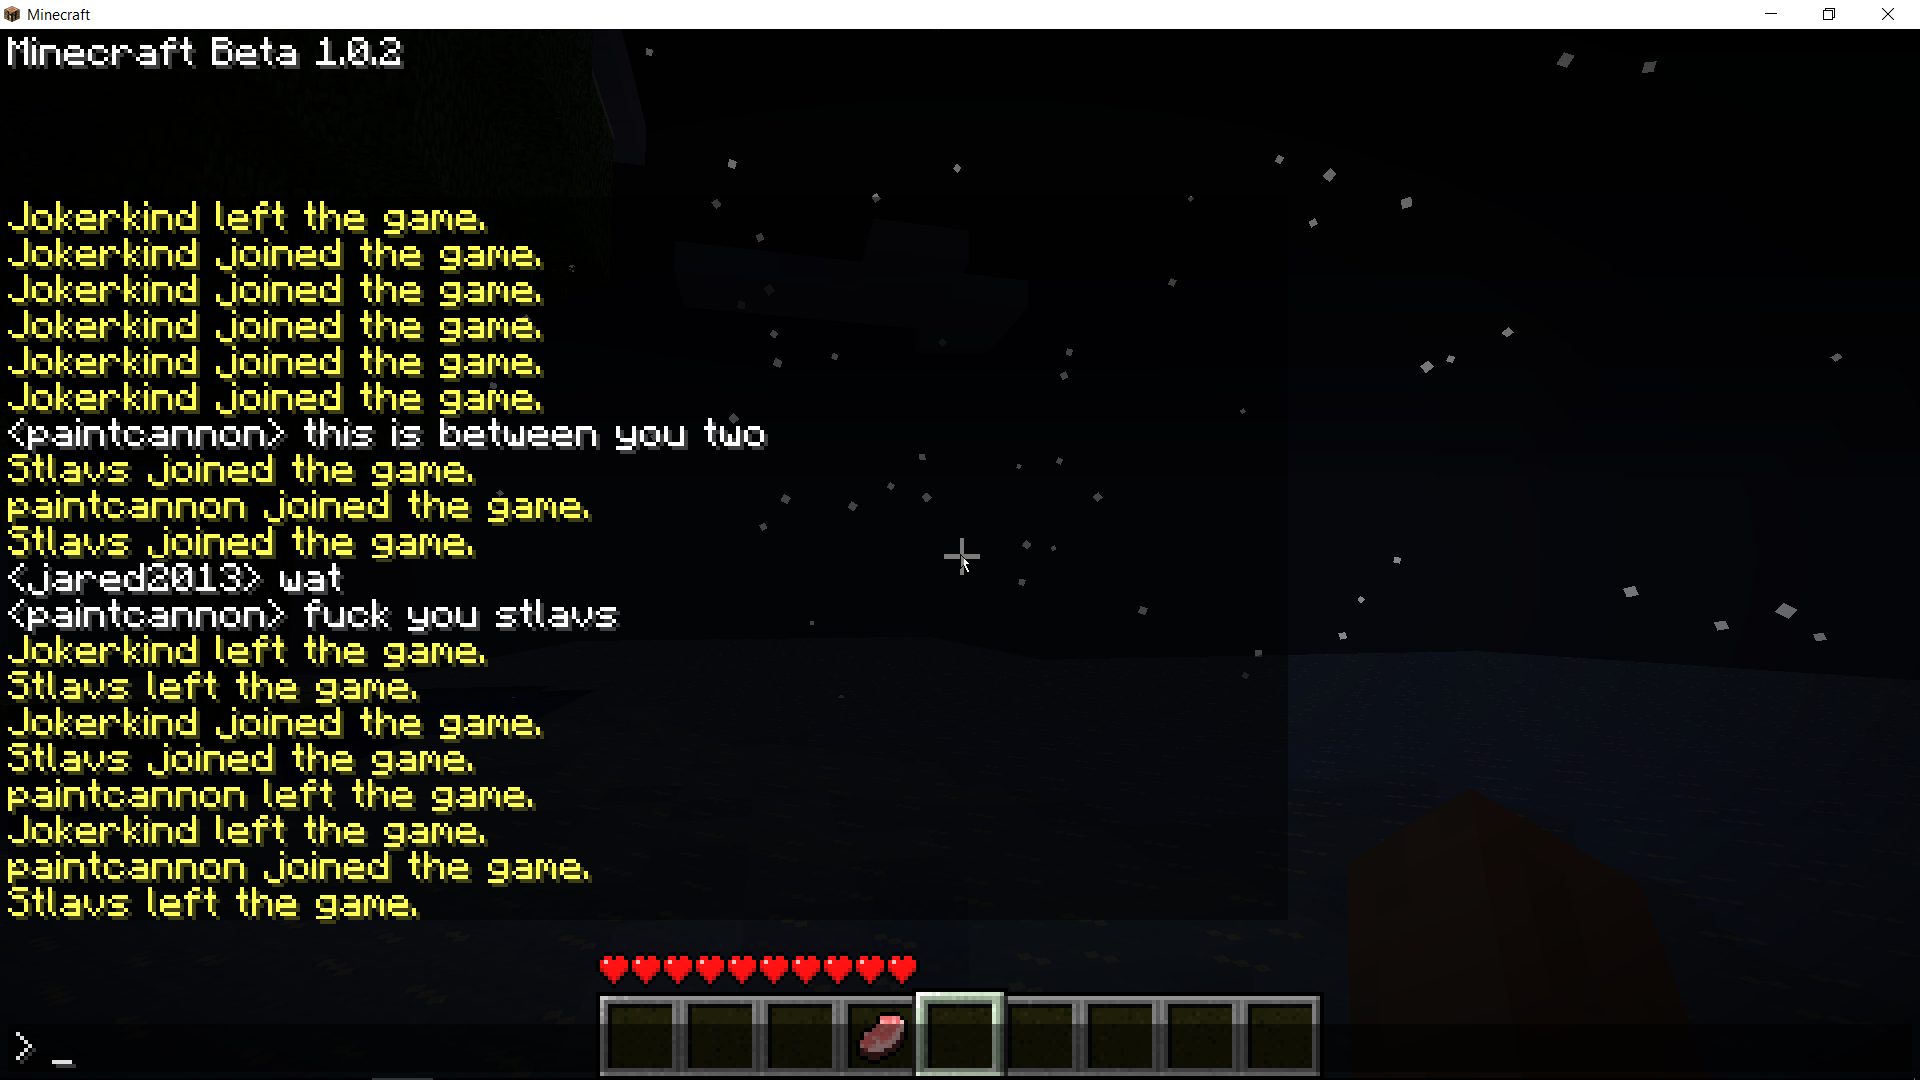 Minecraft
Minecraft Beta 1.0.2
Jokerkind left the game.
Jokerkind joined the game.
Jokerkind joined the game.
Jokerkind joined the game.
Jokerkind joined the game.
Jokerkind joined the game.
<paintcannon> this is between you two
Stlavs joined the game.
paintcannon joined the game.
Stlavs joined the game.
<jared2013> wat
<paintcannon> fuck you stlavs
Jokerkind left the game.
Stlavs left the game.
Jokerkind joined the game.
Stlavs joined the game.
paintcannon left the game.
Jokerkind left the game.
paintcannon joined the game.
Stlavs left the game.
> _